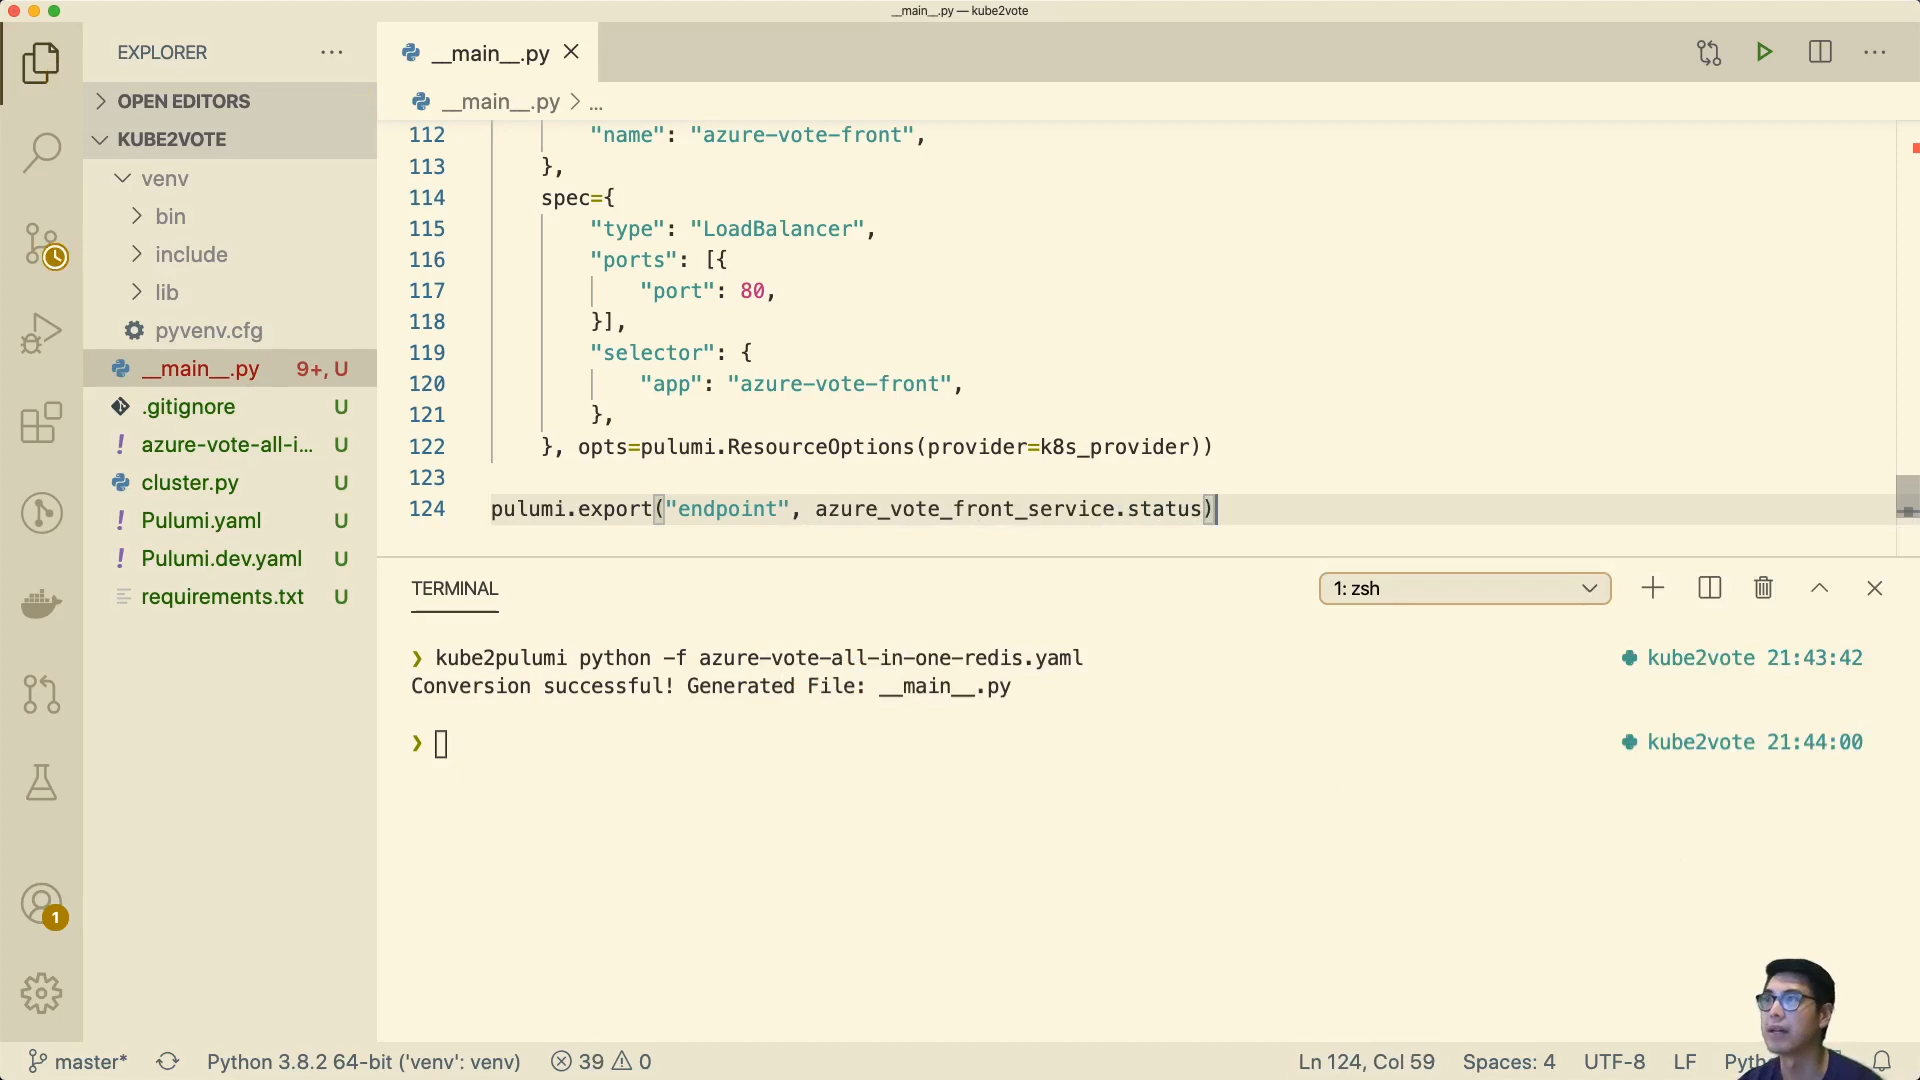 __main__.py — kube2vote
EXPLORER
OPEN EDITORS
KUBE2VOTE
venv
bin
include
lib
pyvenv.cfg
__main__.py 9+, U
.gitignore U
azure-vote-all-i... U
cluster.py U
Pulumi.yaml U
Pulumi.dev.yaml U
requirements.txt U
1
__main__.py
__main__.py > ...
112 "name": "azure-vote-front",
113 },
114 spec={
115 "type": "LoadBalancer",
116 "ports": [{
117 "port": 80,
118 }],
119 "selector": {
120 "app": "azure-vote-front",
121 },
122 }, opts=pulumi.ResourceOptions(provider=k8s_provider))
123
124 pulumi.export("endpoint", azure_vote_front_service.status)
TERMINAL
1: zsh
❯ kube2pulumi python -f azure-vote-all-in-one-redis.yaml kube2vote 21:43:42
Conversion successful! Generated File: __main__.py
❯ kube2vote 21:44:00
master* Python 3.8.2 64-bit ('venv': venv) 39 0 Ln 124, Col 59 Spaces: 4 UTF-8 LF